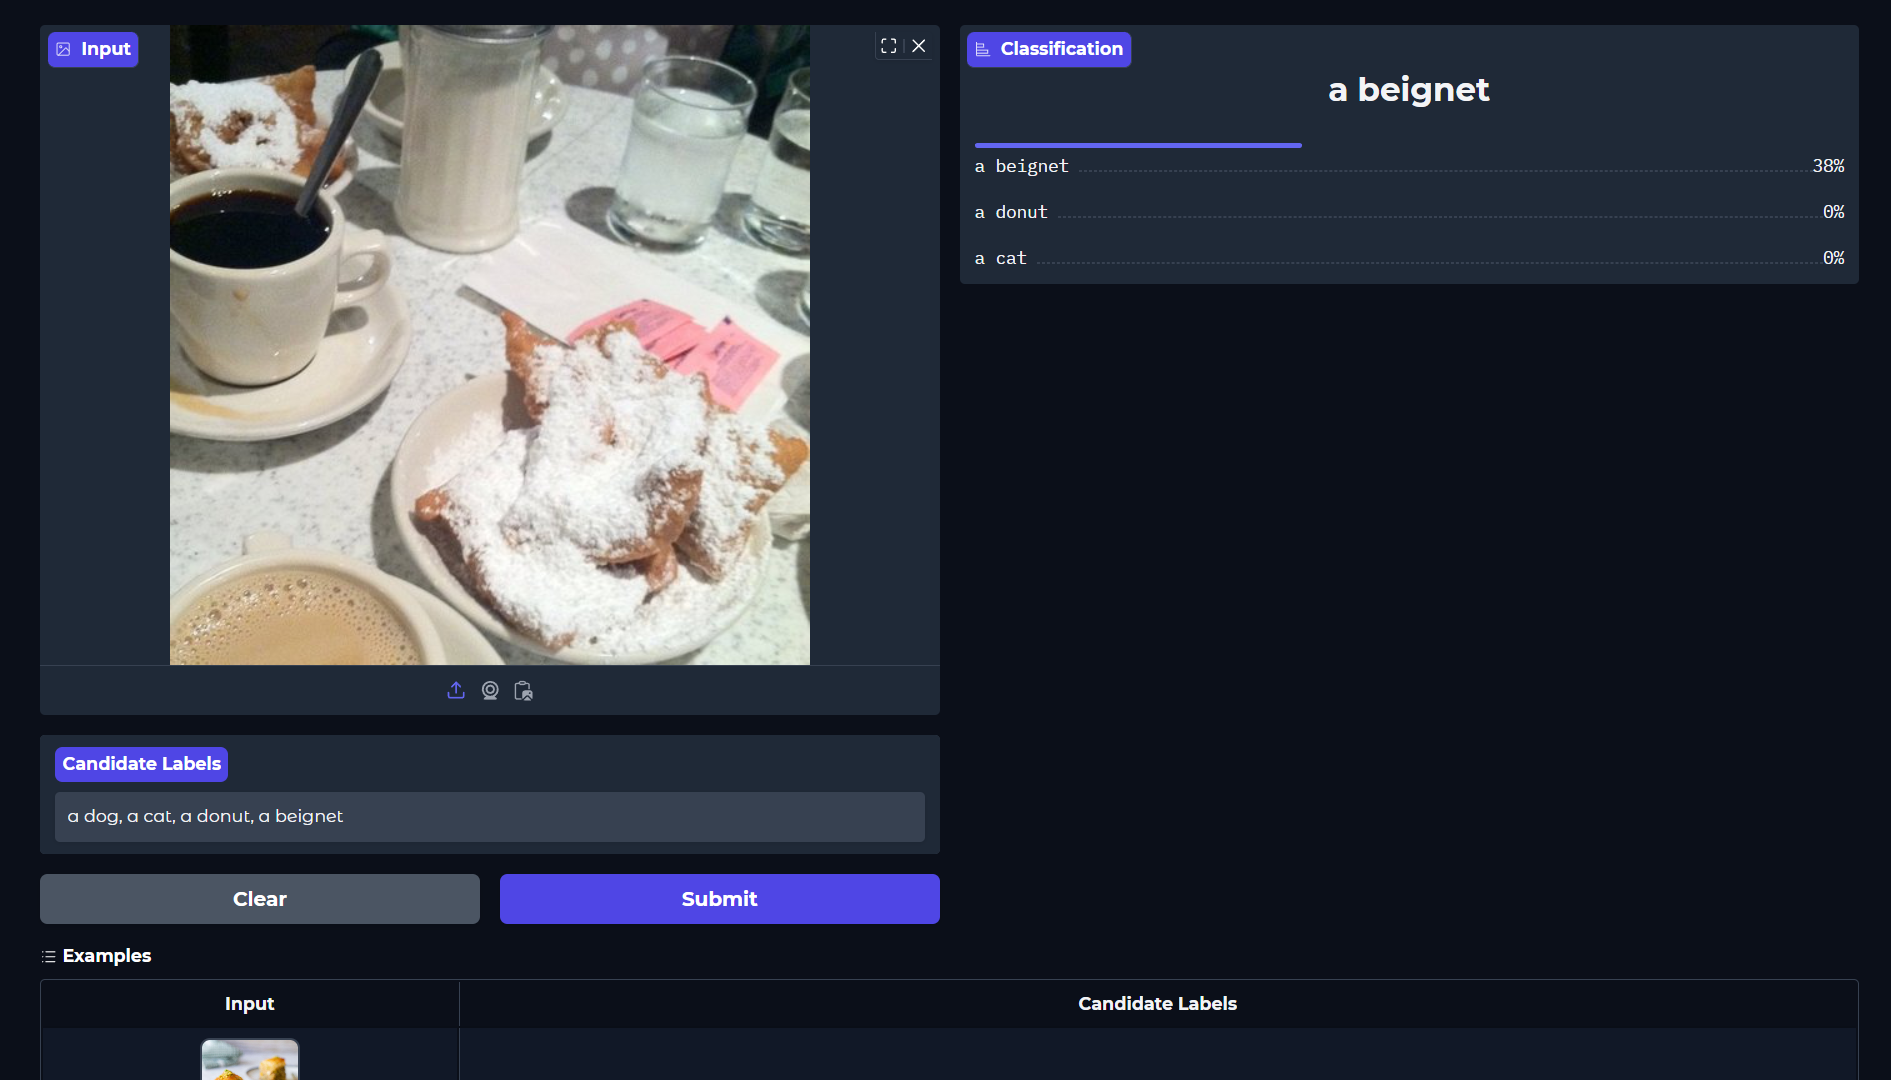 Input
Classification
a beignet
a beignet 38%
a donut 0%
a cat 0%
Candidate Labels
a dog, a cat, a donut, a beignet
Clear
Submit
Examples
Input
Candidate Labels